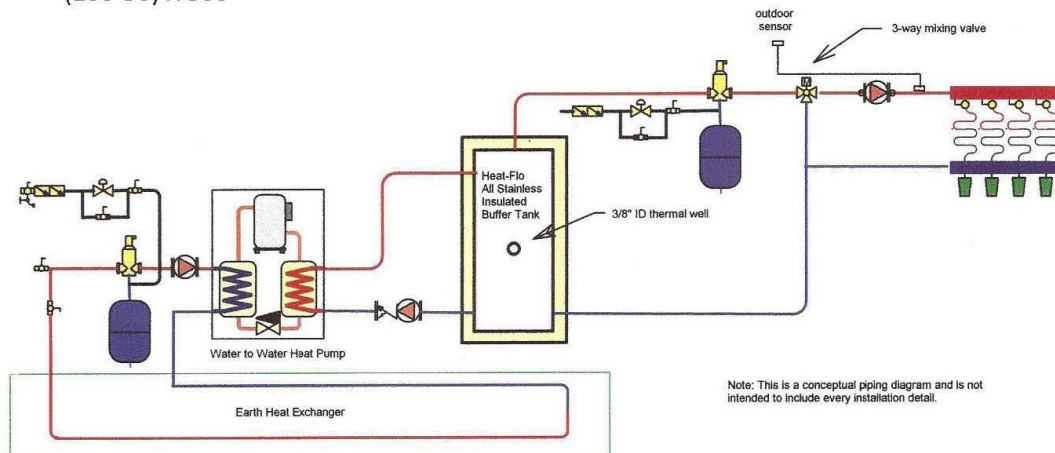 outdoor
sensor
3-way mixing valve
Heat-Flo
All Stainless
Insulated
Buffer Tank
3/8" ID thermal well
Water to Water Heat Pump
Earth Heat Exchanger
Note: This is a conceptual piping diagram and is not
intended to include every installation detail.